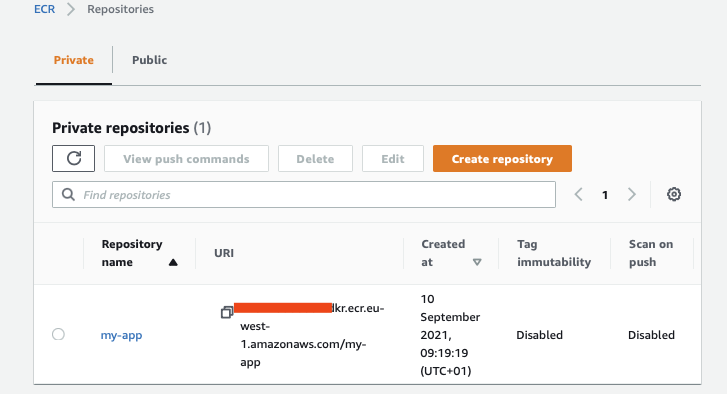 ECR > Repositories
Private
Public
Private repositories (1)
View push commands
Delete
Edit
Create repository
Find repositories
1
Repository
name
URI
Created
at
Tag
immutability
Scan on
push
my-app
dkr.ecr.eu-
west-
1.amazonaws.com/my-
app
10
September
2021,
09:19:19
(UTC+01)
Disabled
Disabled